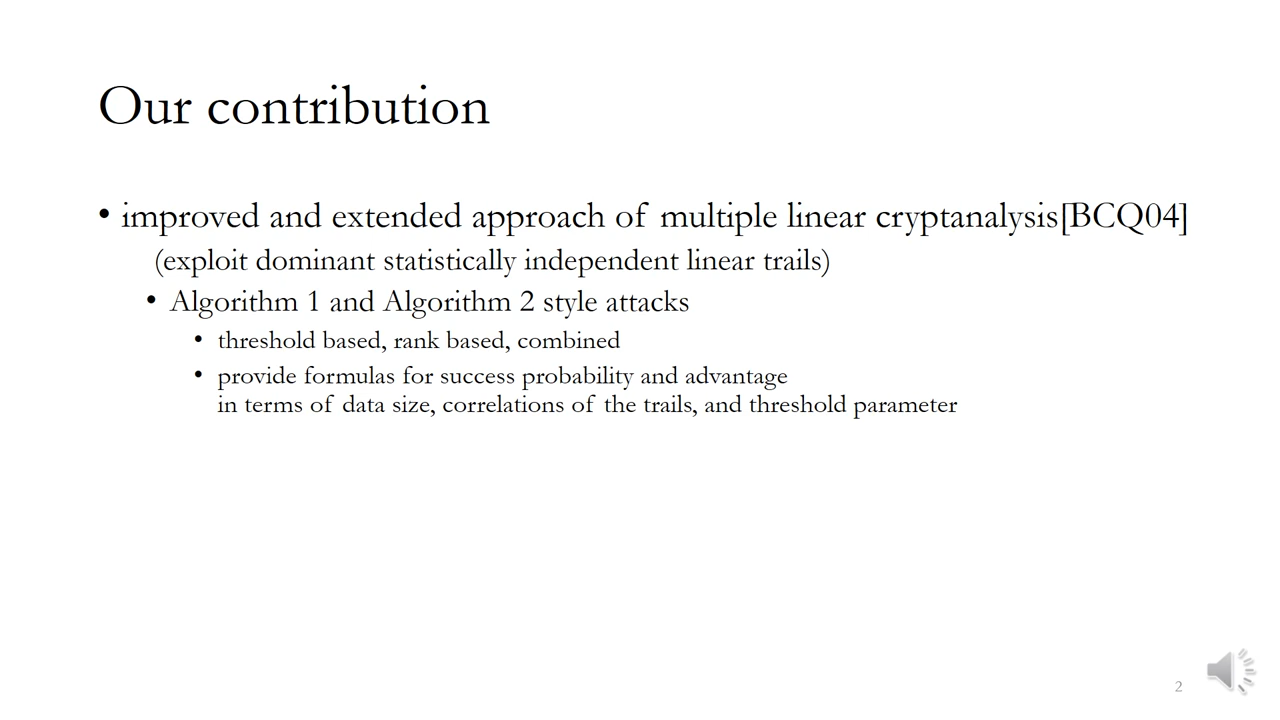 Our contribution
• improved and extended approach of multiple linear cryptanalysis[BCQ04]
(exploit dominant statistically independent linear trails)
• Algorithm 1 and Algorithm 2 style attacks
• threshold based, rank based, combined
• provide formulas for success probability and advantage
in terms of data size, correlations of the trails, and threshold parameter
2